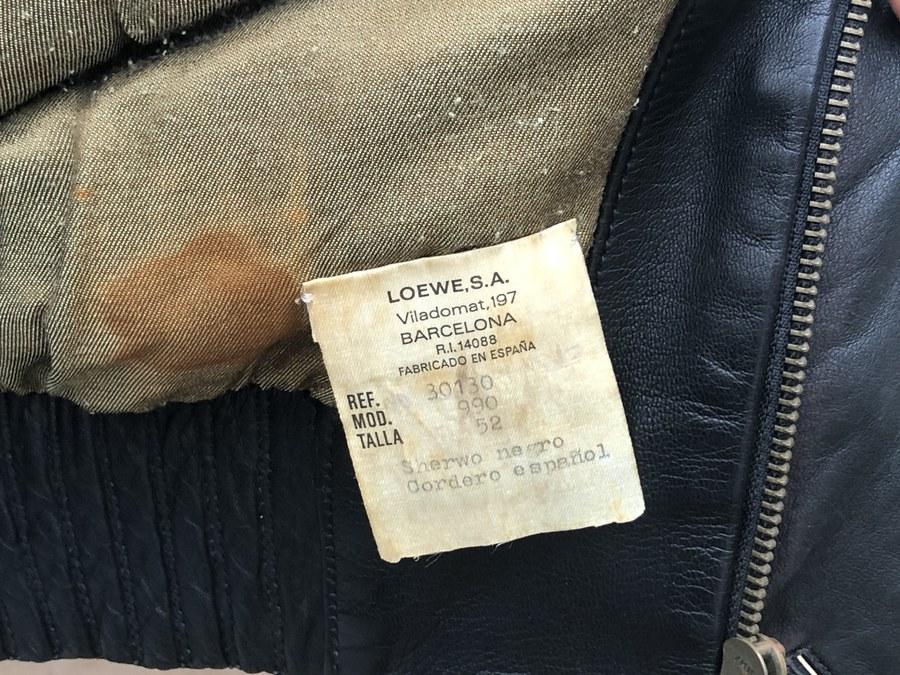 LOEWE,S.A.
Viladomat,197
BARCELONA
R.I.14088
FABRICADO EN ESPAÑA
REF. 30130
MOD. 990
TALLA 52
Sherwo negro
Cordero español